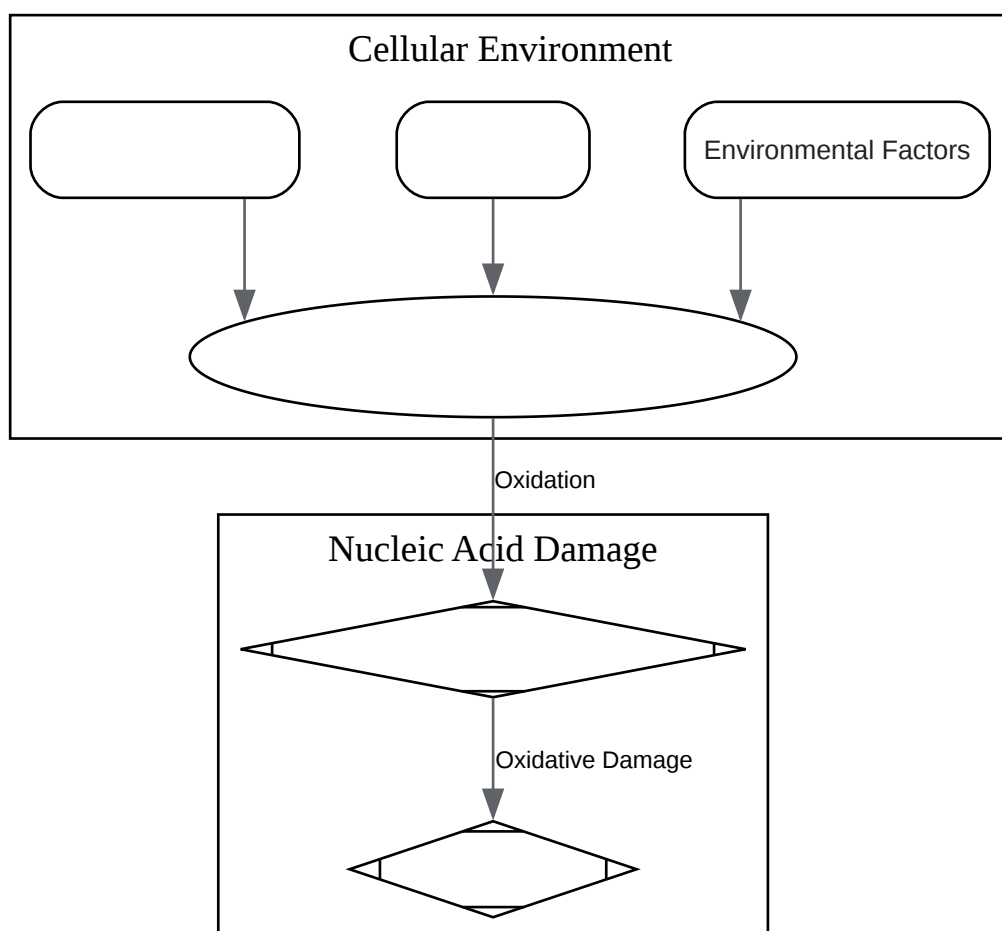 Cellular Environment
Environmental Factors
Oxidation
Nucleic Acid Damage
Oxidative Damage